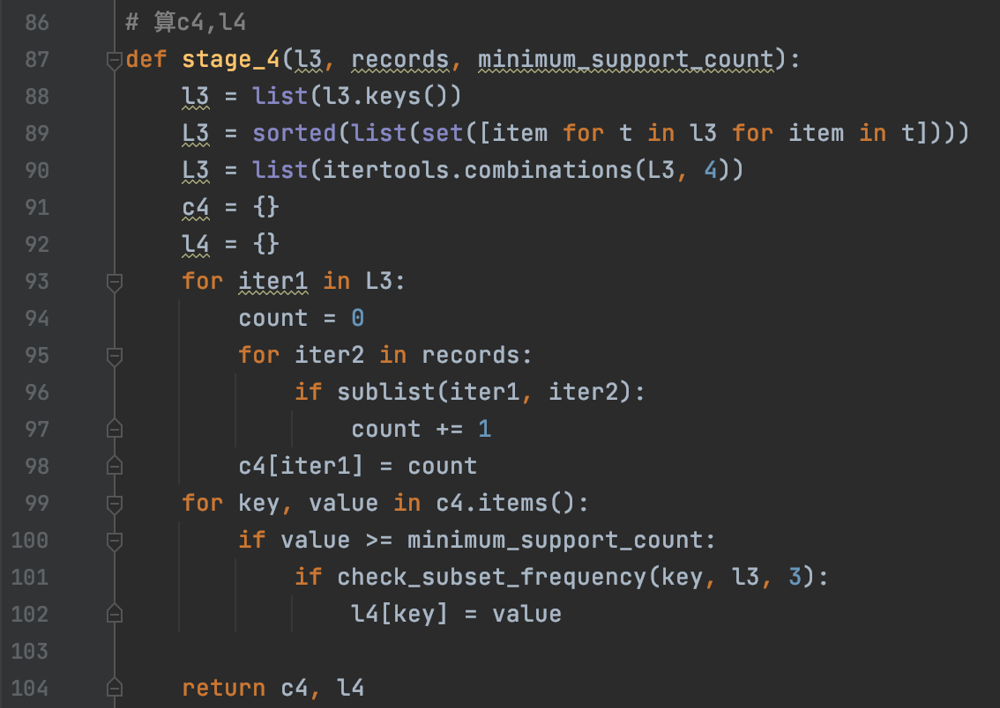 86 # 算c4,l4
87 def stage_4(l3, records, minimum_support_count):
88     l3 = list(l3.keys())
89     L3 = sorted(list(set([item for t in l3 for item in t])))
90     L3 = list(itertools.combinations(L3, 4))
91     c4 = {}
92     l4 = {}
93     for iter1 in L3:
94         count = 0
95         for iter2 in records:
96             if sublist(iter1, iter2):
97                 count += 1
98         c4[iter1] = count
99     for key, value in c4.items():
100         if value >= minimum_support_count:
101             if check_subset_frequency(key, l3, 3):
102                 l4[key] = value
103
104     return c4, l4